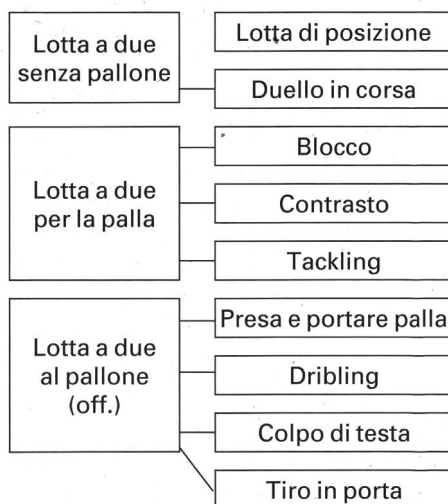 Lotta a due
senza pallone
Lotta di posizione
Duello in corsa
Lotta a due
per la palla
Blocco
Contrasto
Tackling
Lotta a due
al pallone
(off.)
Presa e portare palla
Dribling
Colpo di testa
Tiro in porta